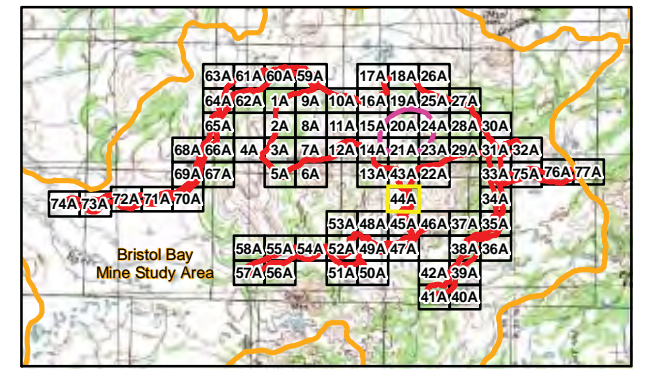 63A 61A 60A 59A 17A 18A 26A
64A 62A 1A 9A 10A 16A 19A 25A 27A
65A 2A 8A 11A 15A 20A 24A 28A 30A
68A 66A 4A 3A 7A 12A 14A 21A 23A 29A 31A 32A
69A 67A 5A 6A 13A 43A 22A 33A 75A 76A 77A
74A 73A 72A 71A 70A 44A 34A
53A 48A 45A 46A 37A 35A
58A 55A 54A 52A 49A 47A 38A 36A
Bristol Bay
Mine Study Area
57A 56A 51A 50A 42A 39A
41A 40A